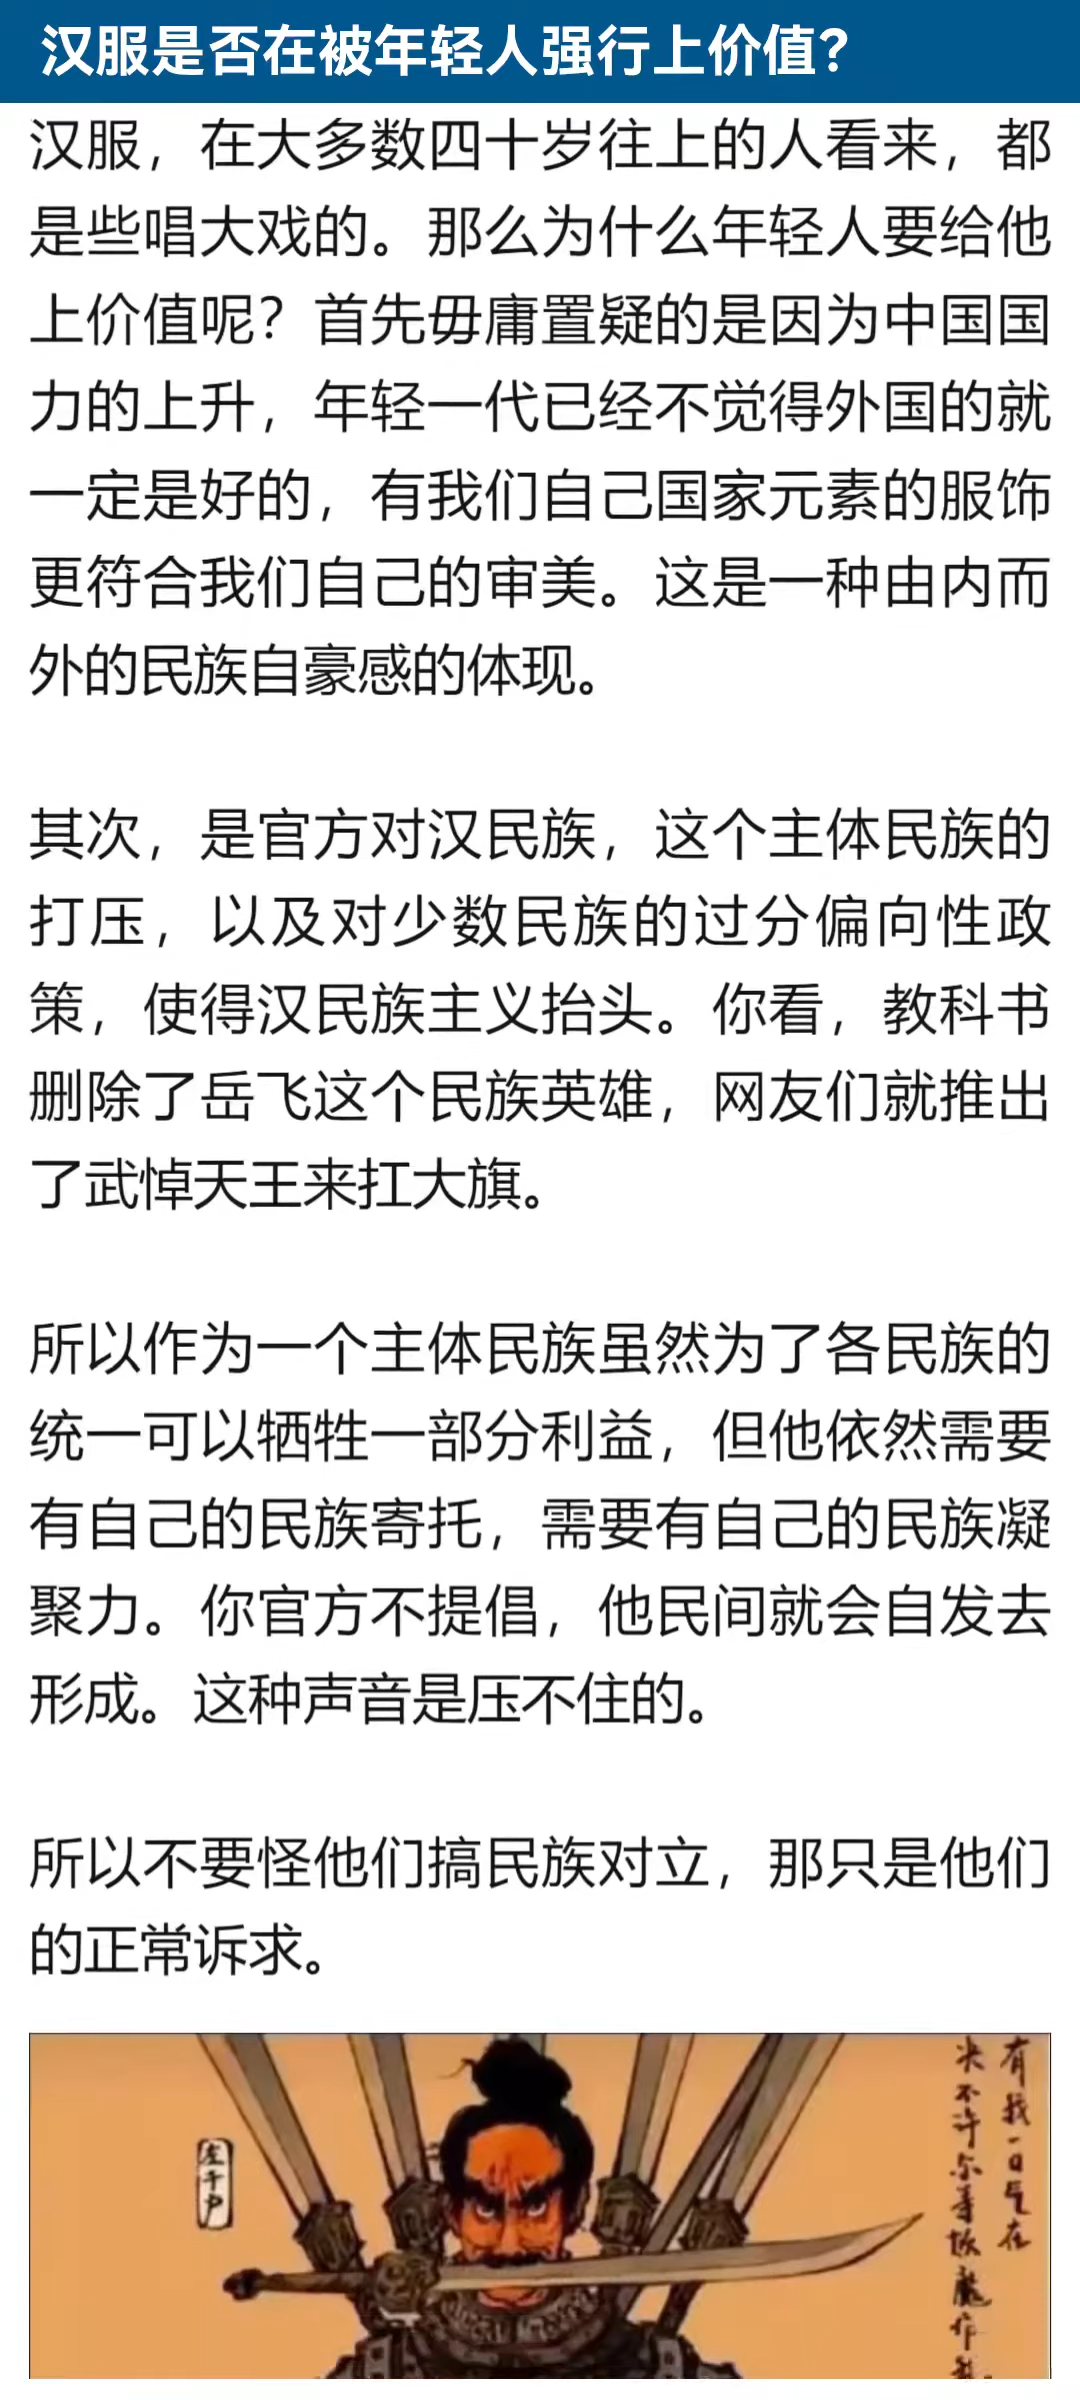 汉服是否在被年轻人强行上价值？
汉服，在大多数四十岁往上的人看来，都
是些唱大戏的。那么为什么年轻人要给他
上价值呢？首先毋庸置疑的是因为中国国
力的上升，年轻一代已经不觉得外国的就
一定是好的，有我们自己国家元素的服饰
更符合我们自己的审美。这是一种由内而
外的民族自豪感的体现。
其次，是官方对汉民族，这个主体民族的
打压，以及对少数民族的过分偏向性政
策，使得汉民族主义抬头。你看，教科书
删除了岳飞这个民族英雄，网友们就推出
了武悼天王来扛大旗。
所以作为一个主体民族虽然为了各民族的
统一可以牺牲一部分利益，但他依然需要
有自己的民族寄托，需要有自己的民族凝
聚力。你官方不提倡，他民间就会自发去
形成。这种声音是压不住的。
所以不要怪他们搞民族对立，那只是他们
的正常诉求。
有我一日气在
决不许尔等妖魔作
左千户